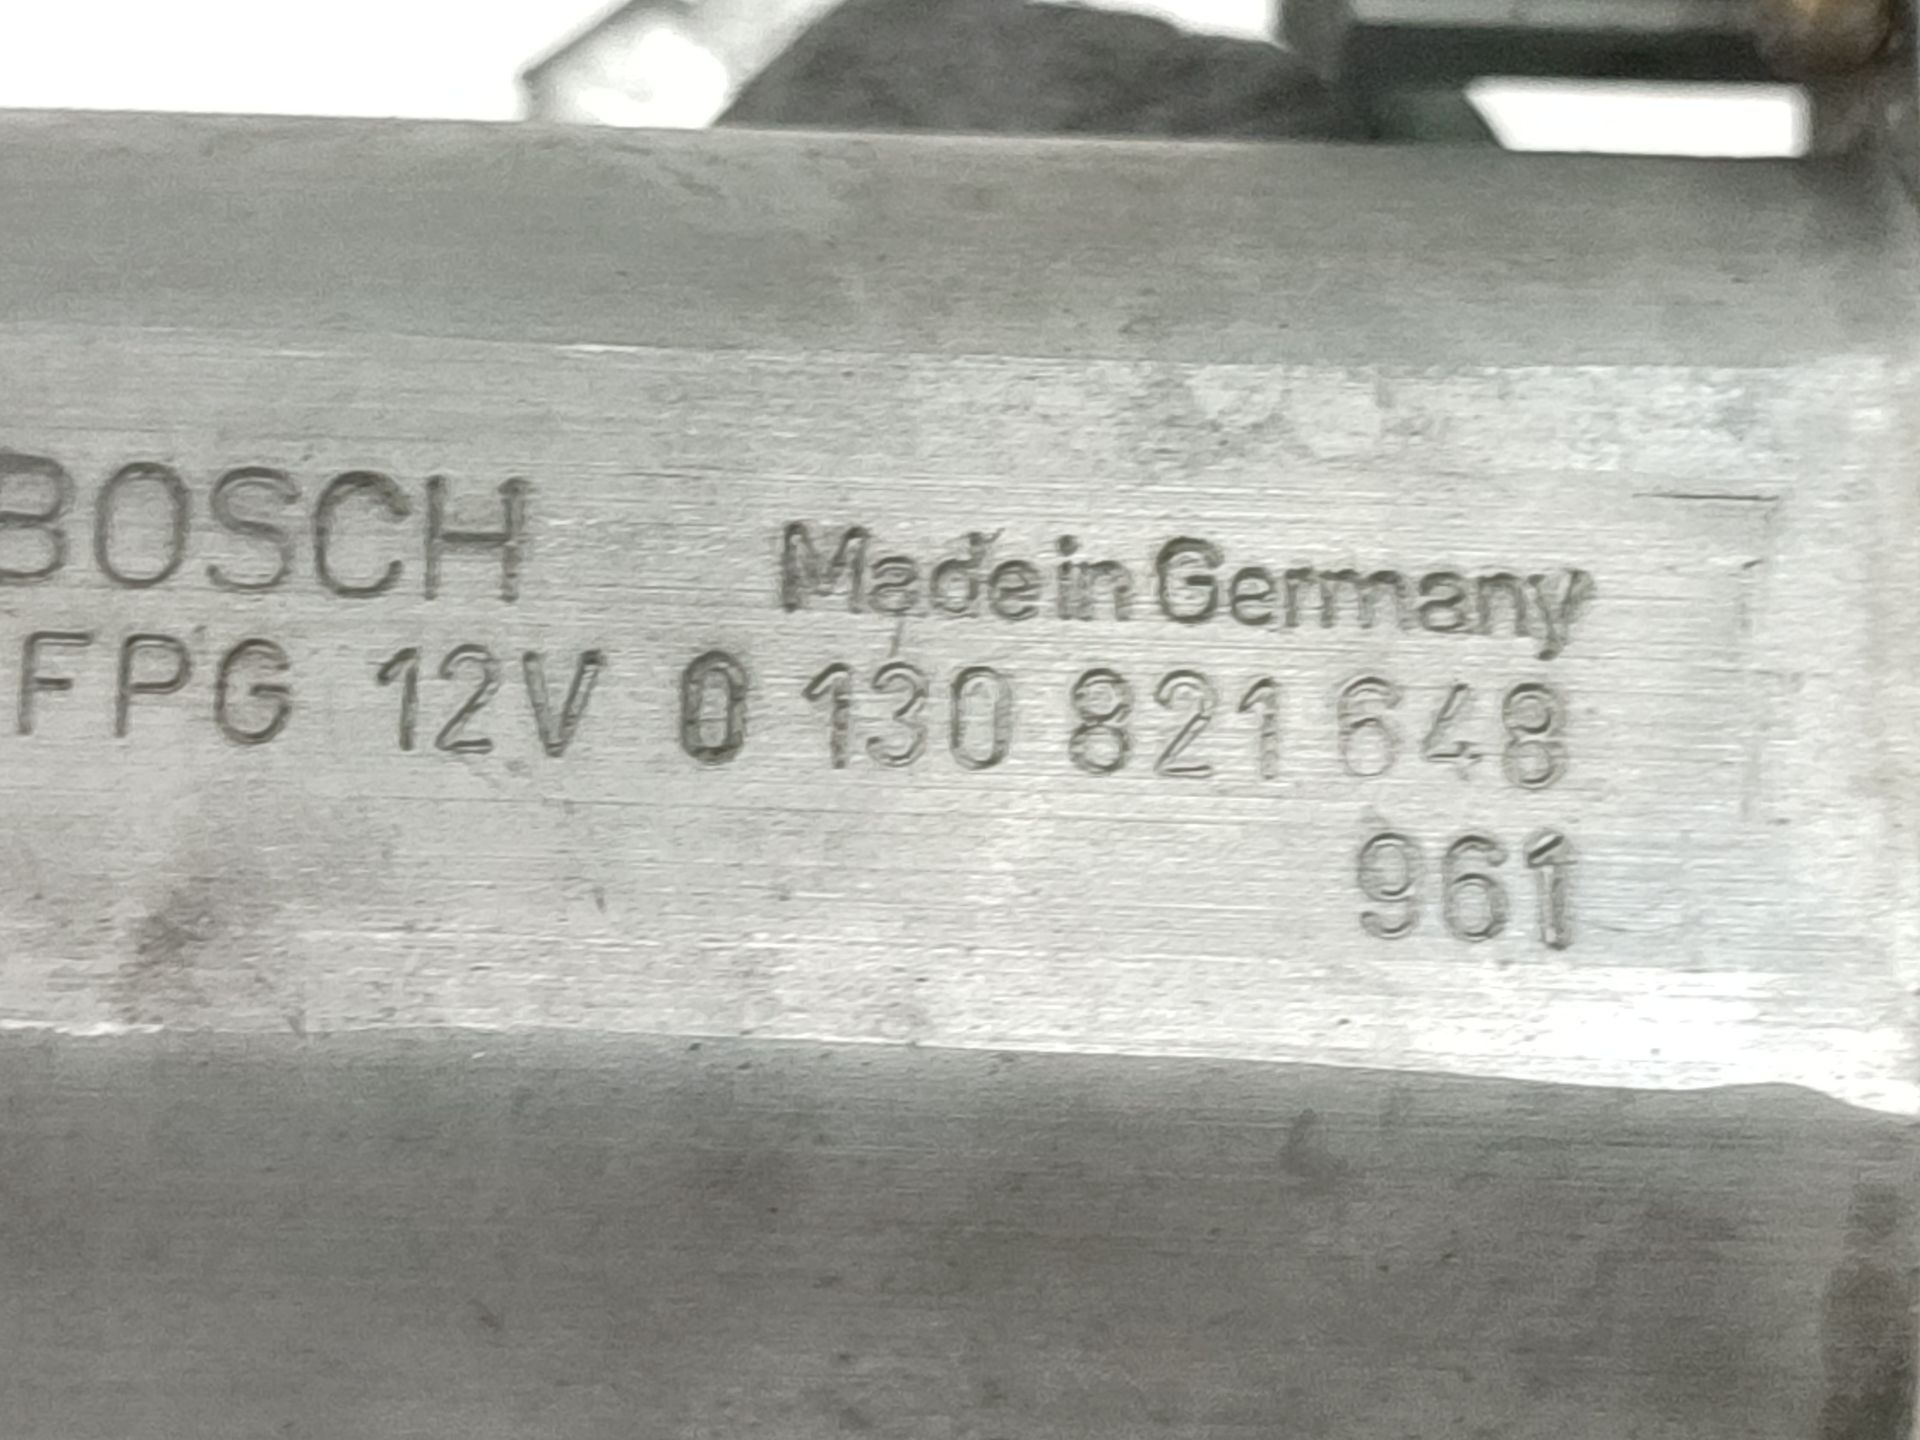 BOSCH Made in Germany
FPG 12V 0 130 821 648
961